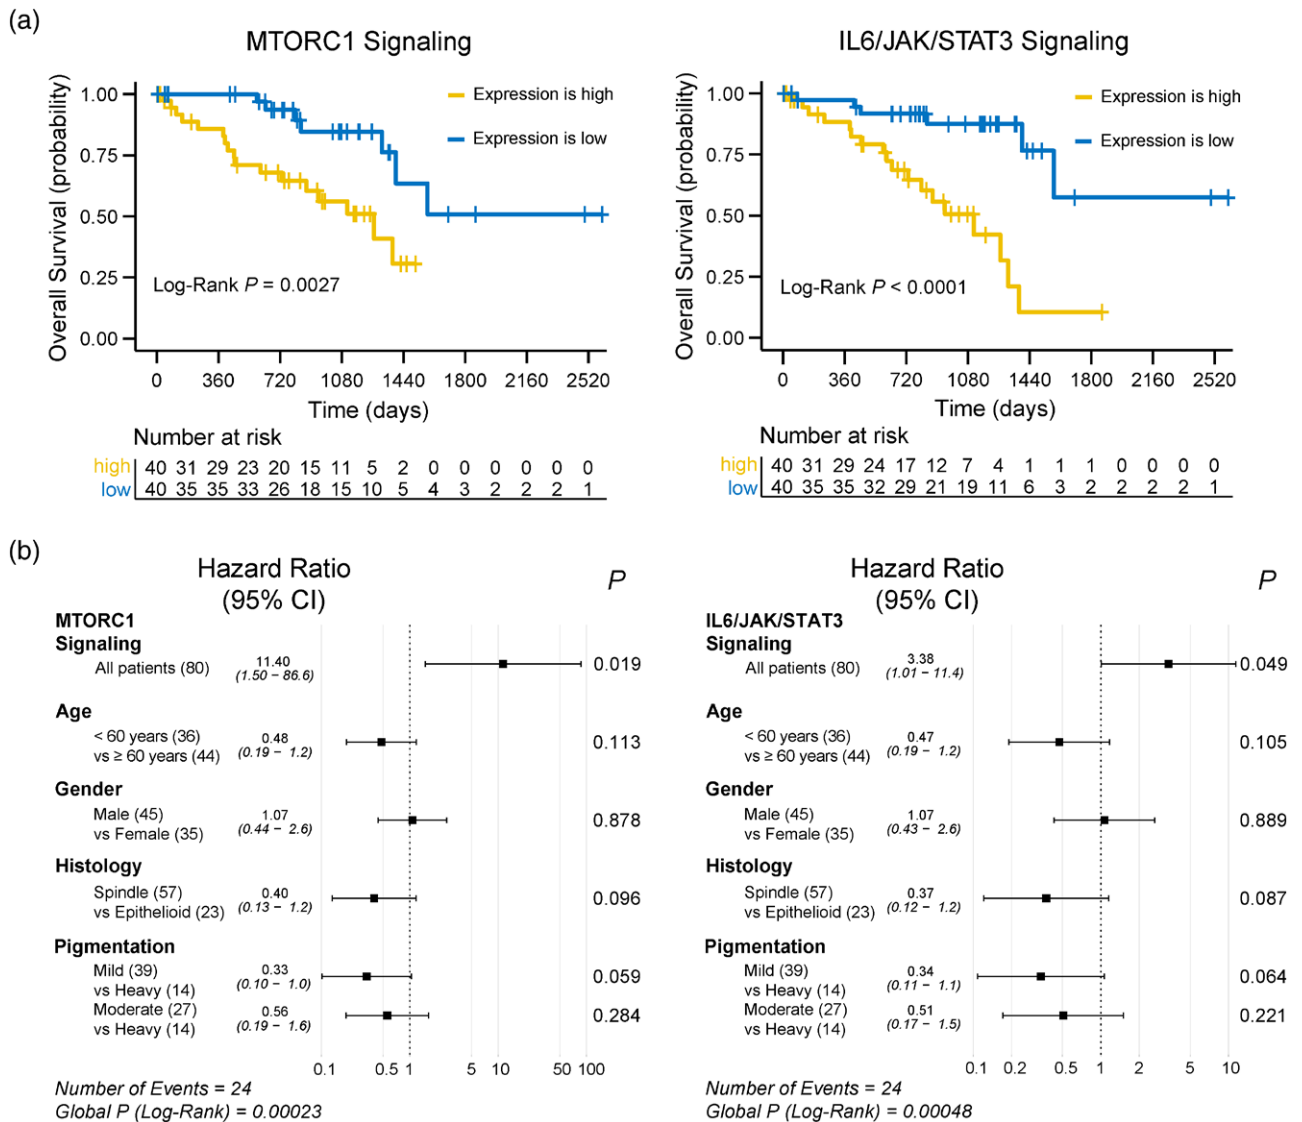 (a)
MTORC1 Signaling
Overall Survival (probability)
1.00
0.75
0.50
0.25
0.00
Expression is high
Expression is low
Log-Rank P = 0.0027
0 360 720 1080 1440 1800 2160 2520
Time (days)
Number at risk
high 40 31 29 23 20 15 11 5 2 0 0 0 0 0 0
low 40 35 35 33 26 18 15 10 5 4 3 2 2 2 1
IL6/JAK/STAT3 Signaling
Overall Survival (probability)
1.00
0.75
0.50
0.25
0.00
Expression is high
Expression is low
Log-Rank P < 0.0001
0 360 720 1080 1440 1800 2160 2520
Time (days)
Number at risk
high 40 31 29 24 17 12 7 4 1 1 1 0 0 0 0
low 40 35 35 32 29 21 19 11 6 3 2 2 2 2 1
(b)
Hazard Ratio
(95% CI)
P
MTORC1
Signaling
All patients (80) 11.40 0.019
(1.50 – 86.6)
Age
< 60 years (36) 0.48 0.113
vs ≥ 60 years (44) (0.19 – 1.2)
Gender
Male (45) 1.07 0.878
vs Female (35) (0.44 – 2.6)
Histology
Spindle (57) 0.40 0.096
vs Epithelioid (23) (0.13 – 1.2)
Pigmentation
Mild (39) 0.33 0.059
vs Heavy (14) (0.10 – 1.0)
Moderate (27) 0.56 0.284
vs Heavy (14) (0.19 – 1.6)
0.1 0.5 1 5 10 50 100
Number of Events = 24
Global P (Log-Rank) = 0.00023
Hazard Ratio
(95% CI)
P
IL6/JAK/STAT3
Signaling
All patients (80) 3.38 0.049
(1.01 – 11.4)
Age
< 60 years (36) 0.47 0.105
vs ≥ 60 years (44) (0.19 – 1.2)
Gender
Male (45) 1.07 0.889
vs Female (35) (0.43 – 2.6)
Histology
Spindle (57) 0.37 0.087
vs Epithelioid (23) (0.12 – 1.2)
Pigmentation
Mild (39) 0.34 0.064
vs Heavy (14) (0.11 – 1.1)
Moderate (27) 0.51 0.221
vs Heavy (14) (0.17 – 1.5)
0.1 0.2 0.5 1 2 5 10
Number of Events = 24
Global P (Log-Rank) = 0.00048